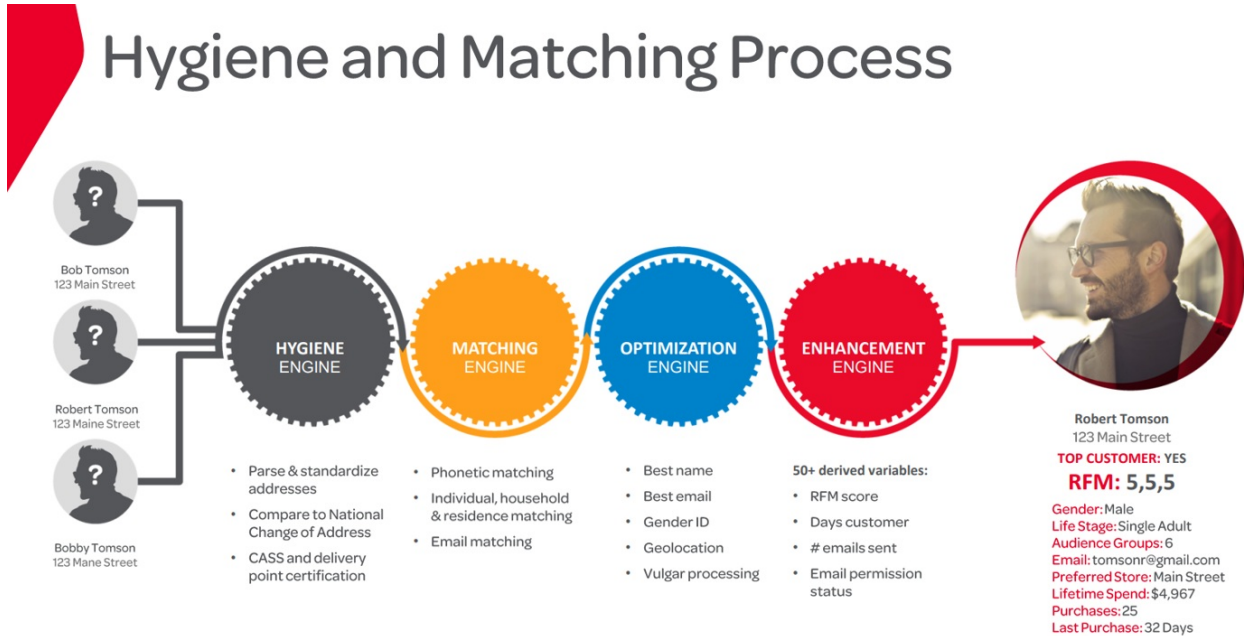 Hygiene and Matching Process
?
Bob Tomson
123 Main Street
?
Robert Tomson
123 Maine Street
?
Bobby Tomson
123 Mane Street
HYGIENE
ENGINE
• Parse & standardize
addresses
• Compare to National
Change of Address
• CASS and delivery
point certification
MATCHING
ENGINE
• Phonetic matching
• Individual, household
& residence matching
• Email matching
OPTIMIZATION
ENGINE
• Best name
• Best email
• Gender ID
• Geolocation
• Vulgar processing
ENHANCEMENT
ENGINE
50+ derived variables:
• RFM score
• Days customer
• # emails sent
• Email permission
status
Robert Tomson
123 Main Street
TOP CUSTOMER: YES
RFM: 5,5,5
Gender: Male
Life Stage: Single Adult
Audience Groups: 6
Email: tomsonr@gmail.com
Preferred Store: Main Street
Lifetime Spend: $4,967
Purchases: 25
Last Purchase: 32 Days